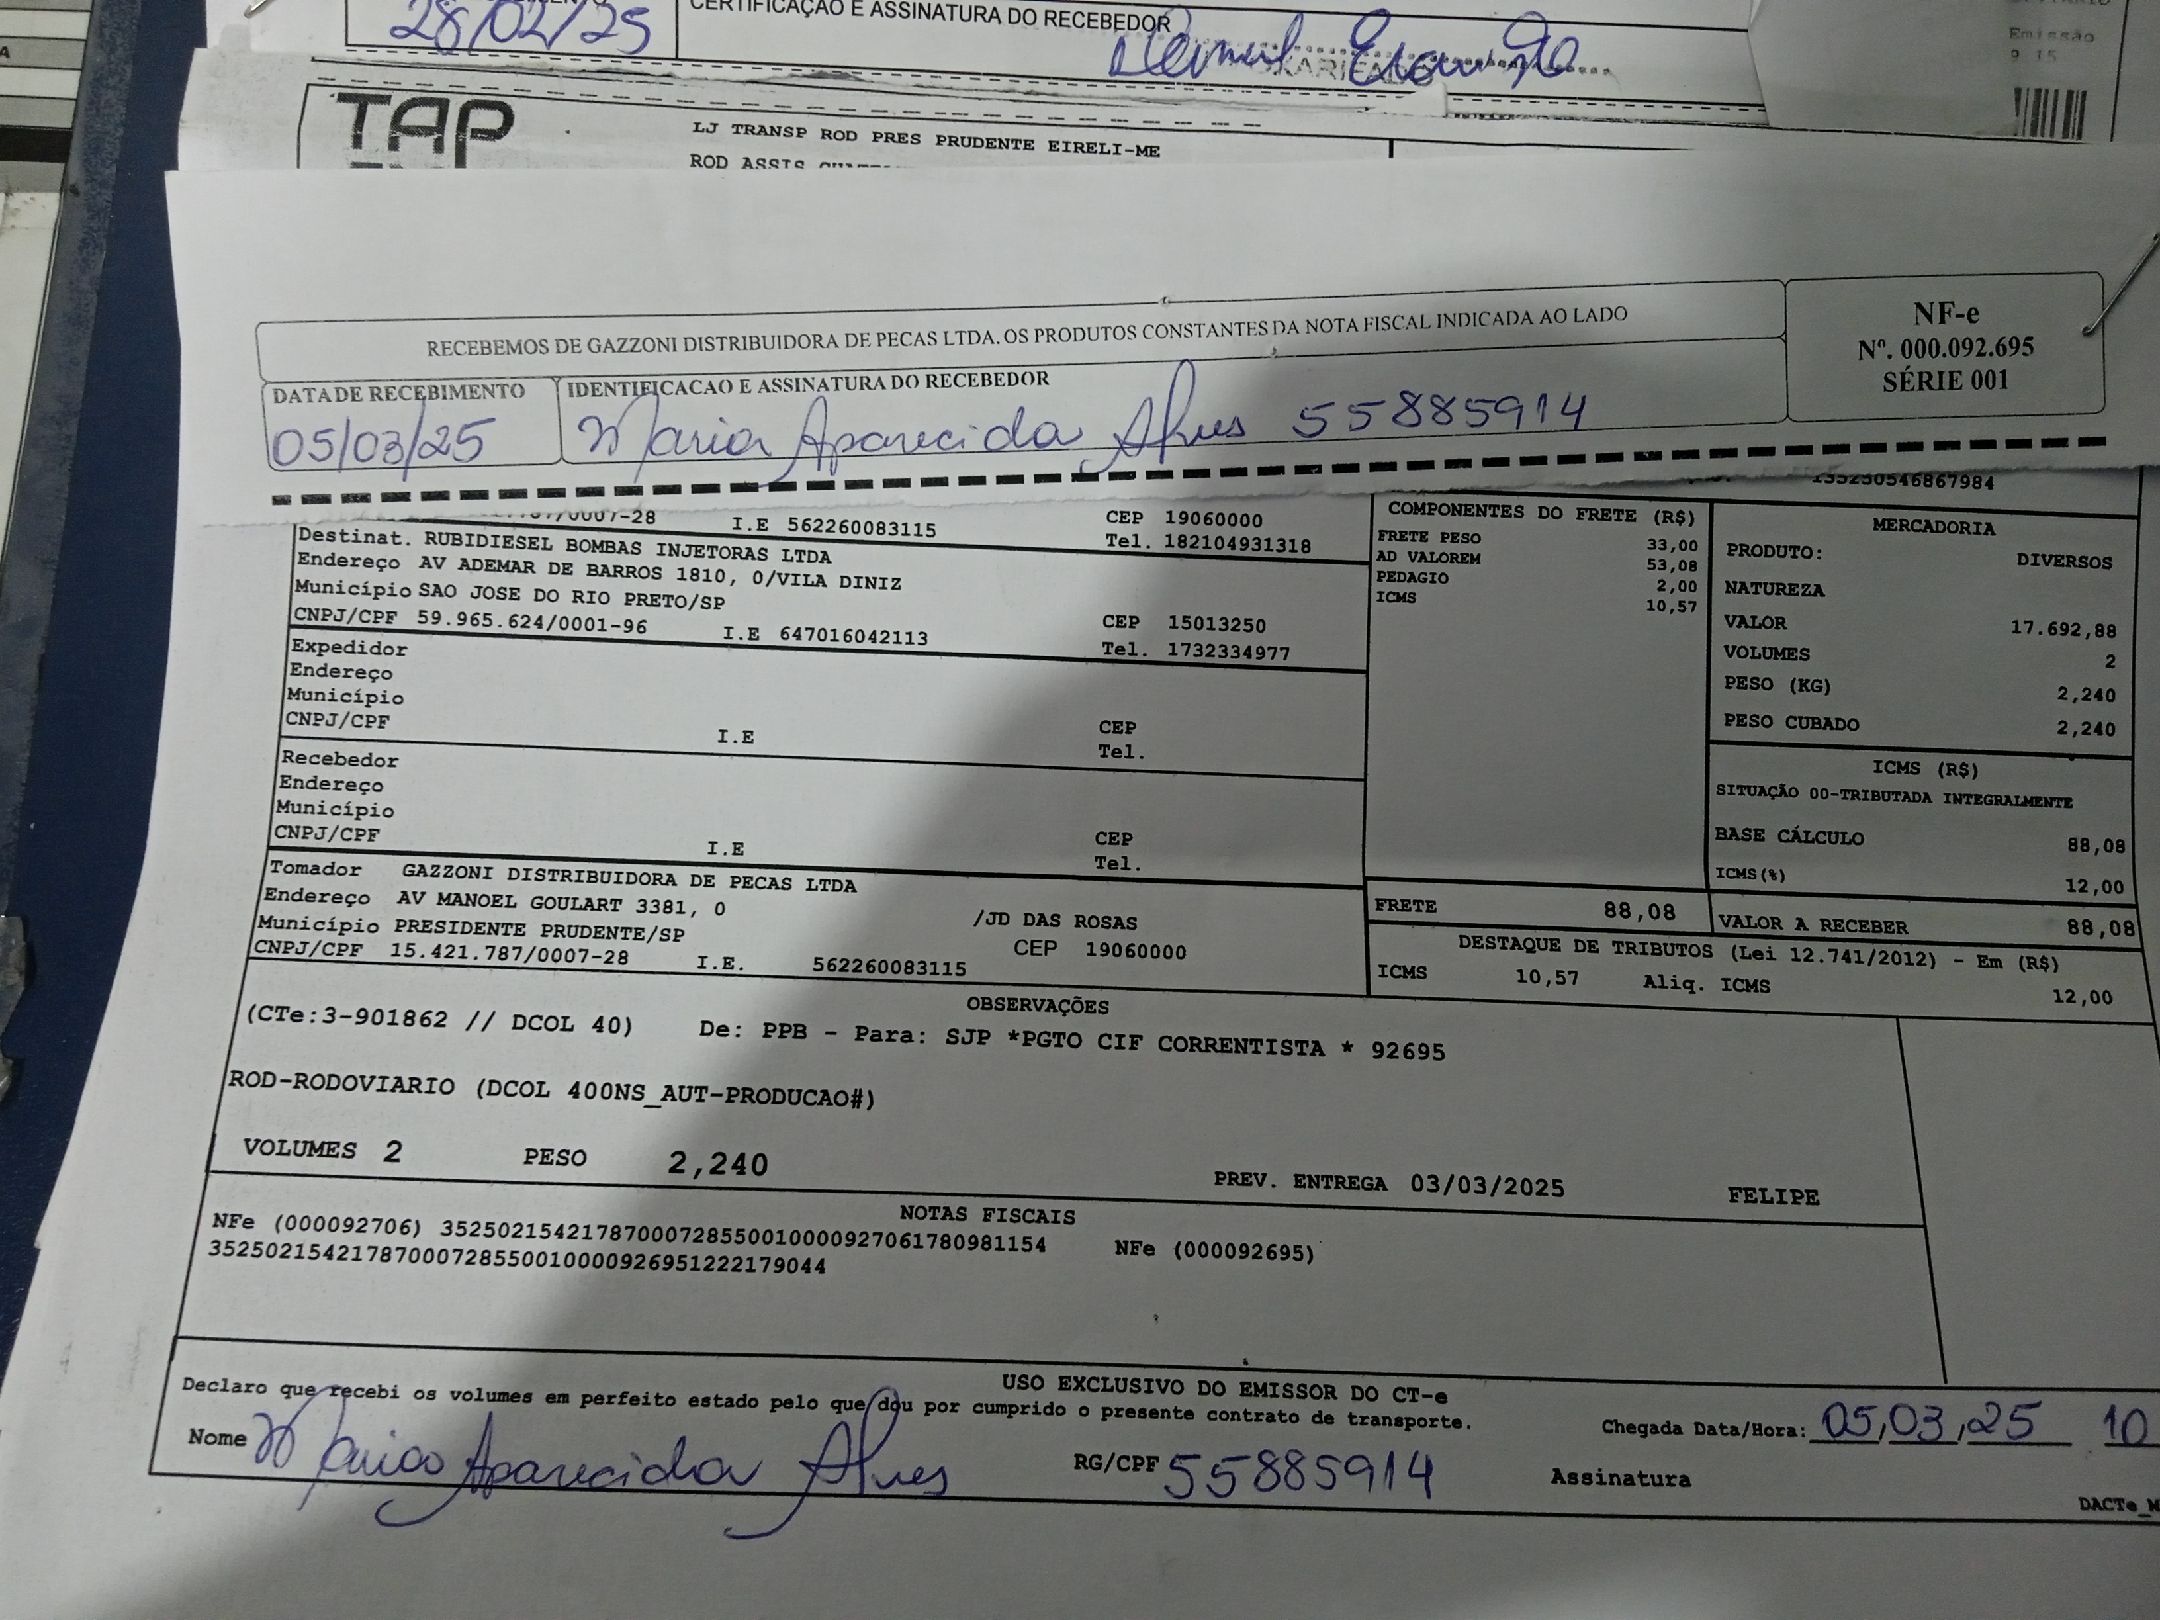 28/02/25
CERTIFICAÇÃO E ASSINATURA DO RECEBEDOR
Emissão
TAP
LJ TRANSP ROD PRES PRUDENTE EIRELI-ME
ROD ASSIS
RECEBEMOS DE GAZZONI DISTRIBUIDORA DE PECAS LTDA. OS PRODUTOS CONSTANTES DA NOTA FISCAL INDICADA AO LADO
NF-e
Nº. 000.092.695
SÉRIE 001
DATA DE RECEBIMENTO
05/03/25
IDENTIFICACAO E ASSINATURA DO RECEBEDOR
Maria Aparecida Alves 55885914
/0007-28 I.E 562260083115 CEP 19060000
Tel. 182104931318
Destinat. RUBIDIESEL BOMBAS INJETORAS LTDA
Endereço AV ADEMAR DE BARROS 1810, 0/VILA DINIZ
Município SAO JOSE DO RIO PRETO/SP CEP 15013250
CNPJ/CPF 59.965.624/0001-96 I.E 647016042113 Tel. 1732334977
Expedidor
Endereço
Município CEP
CNPJ/CPF I.E Tel.
Recebedor
Endereço
Município CEP
CNPJ/CPF I.E Tel.
Tomador GAZZONI DISTRIBUIDORA DE PECAS LTDA
Endereço AV MANOEL GOULART 3381, 0 /JD DAS ROSAS
Município PRESIDENTE PRUDENTE/SP CEP 19060000
CNPJ/CPF 15.421.787/0007-28 I.E. 562260083115
COMPONENTES DO FRETE (R$)
FRETE PESO 33,00
AD VALOREM 53,08
PEDAGIO 2,00
ICMS 10,57
FRETE 88,08
MERCADORIA
PRODUTO: DIVERSOS
NATUREZA
VALOR 17.692,88
VOLUMES 2
PESO (KG) 2,240
PESO CUBADO 2,240
ICMS (R$)
SITUAÇÃO 00-TRIBUTADA INTEGRALMENTE
BASE CÁLCULO 88,08
ICMS(%) 12,00
VALOR A RECEBER 88,08
DESTAQUE DE TRIBUTOS (Lei 12.741/2012) - Em (R$)
ICMS 10,57 Aliq. ICMS 12,00
OBSERVAÇÕES
(CTe:3-901862 // DCOL 40) De: PPB - Para: SJP *PGTO CIF CORRENTISTA * 92695
ROD-RODOVIARIO (DCOL 400NS_AUT-PRODUCAO#)
VOLUMES 2 PESO 2,240 PREV. ENTREGA 03/03/2025 FELIPE
NOTAS FISCAIS
NFe (000092706) 35250215421787000728550010000927061780981154 NFe (000092695)
35250215421787000728550010000926951222179044
USO EXCLUSIVO DO EMISSOR DO CT-e
Declaro que recebi os volumes em perfeito estado pelo que dou por cumprido o presente contrato de transporte.
Chegada Data/Hora: 05,03,25 10
Nome Maria Aparecida Alves RG/CPF 55885914 Assinatura